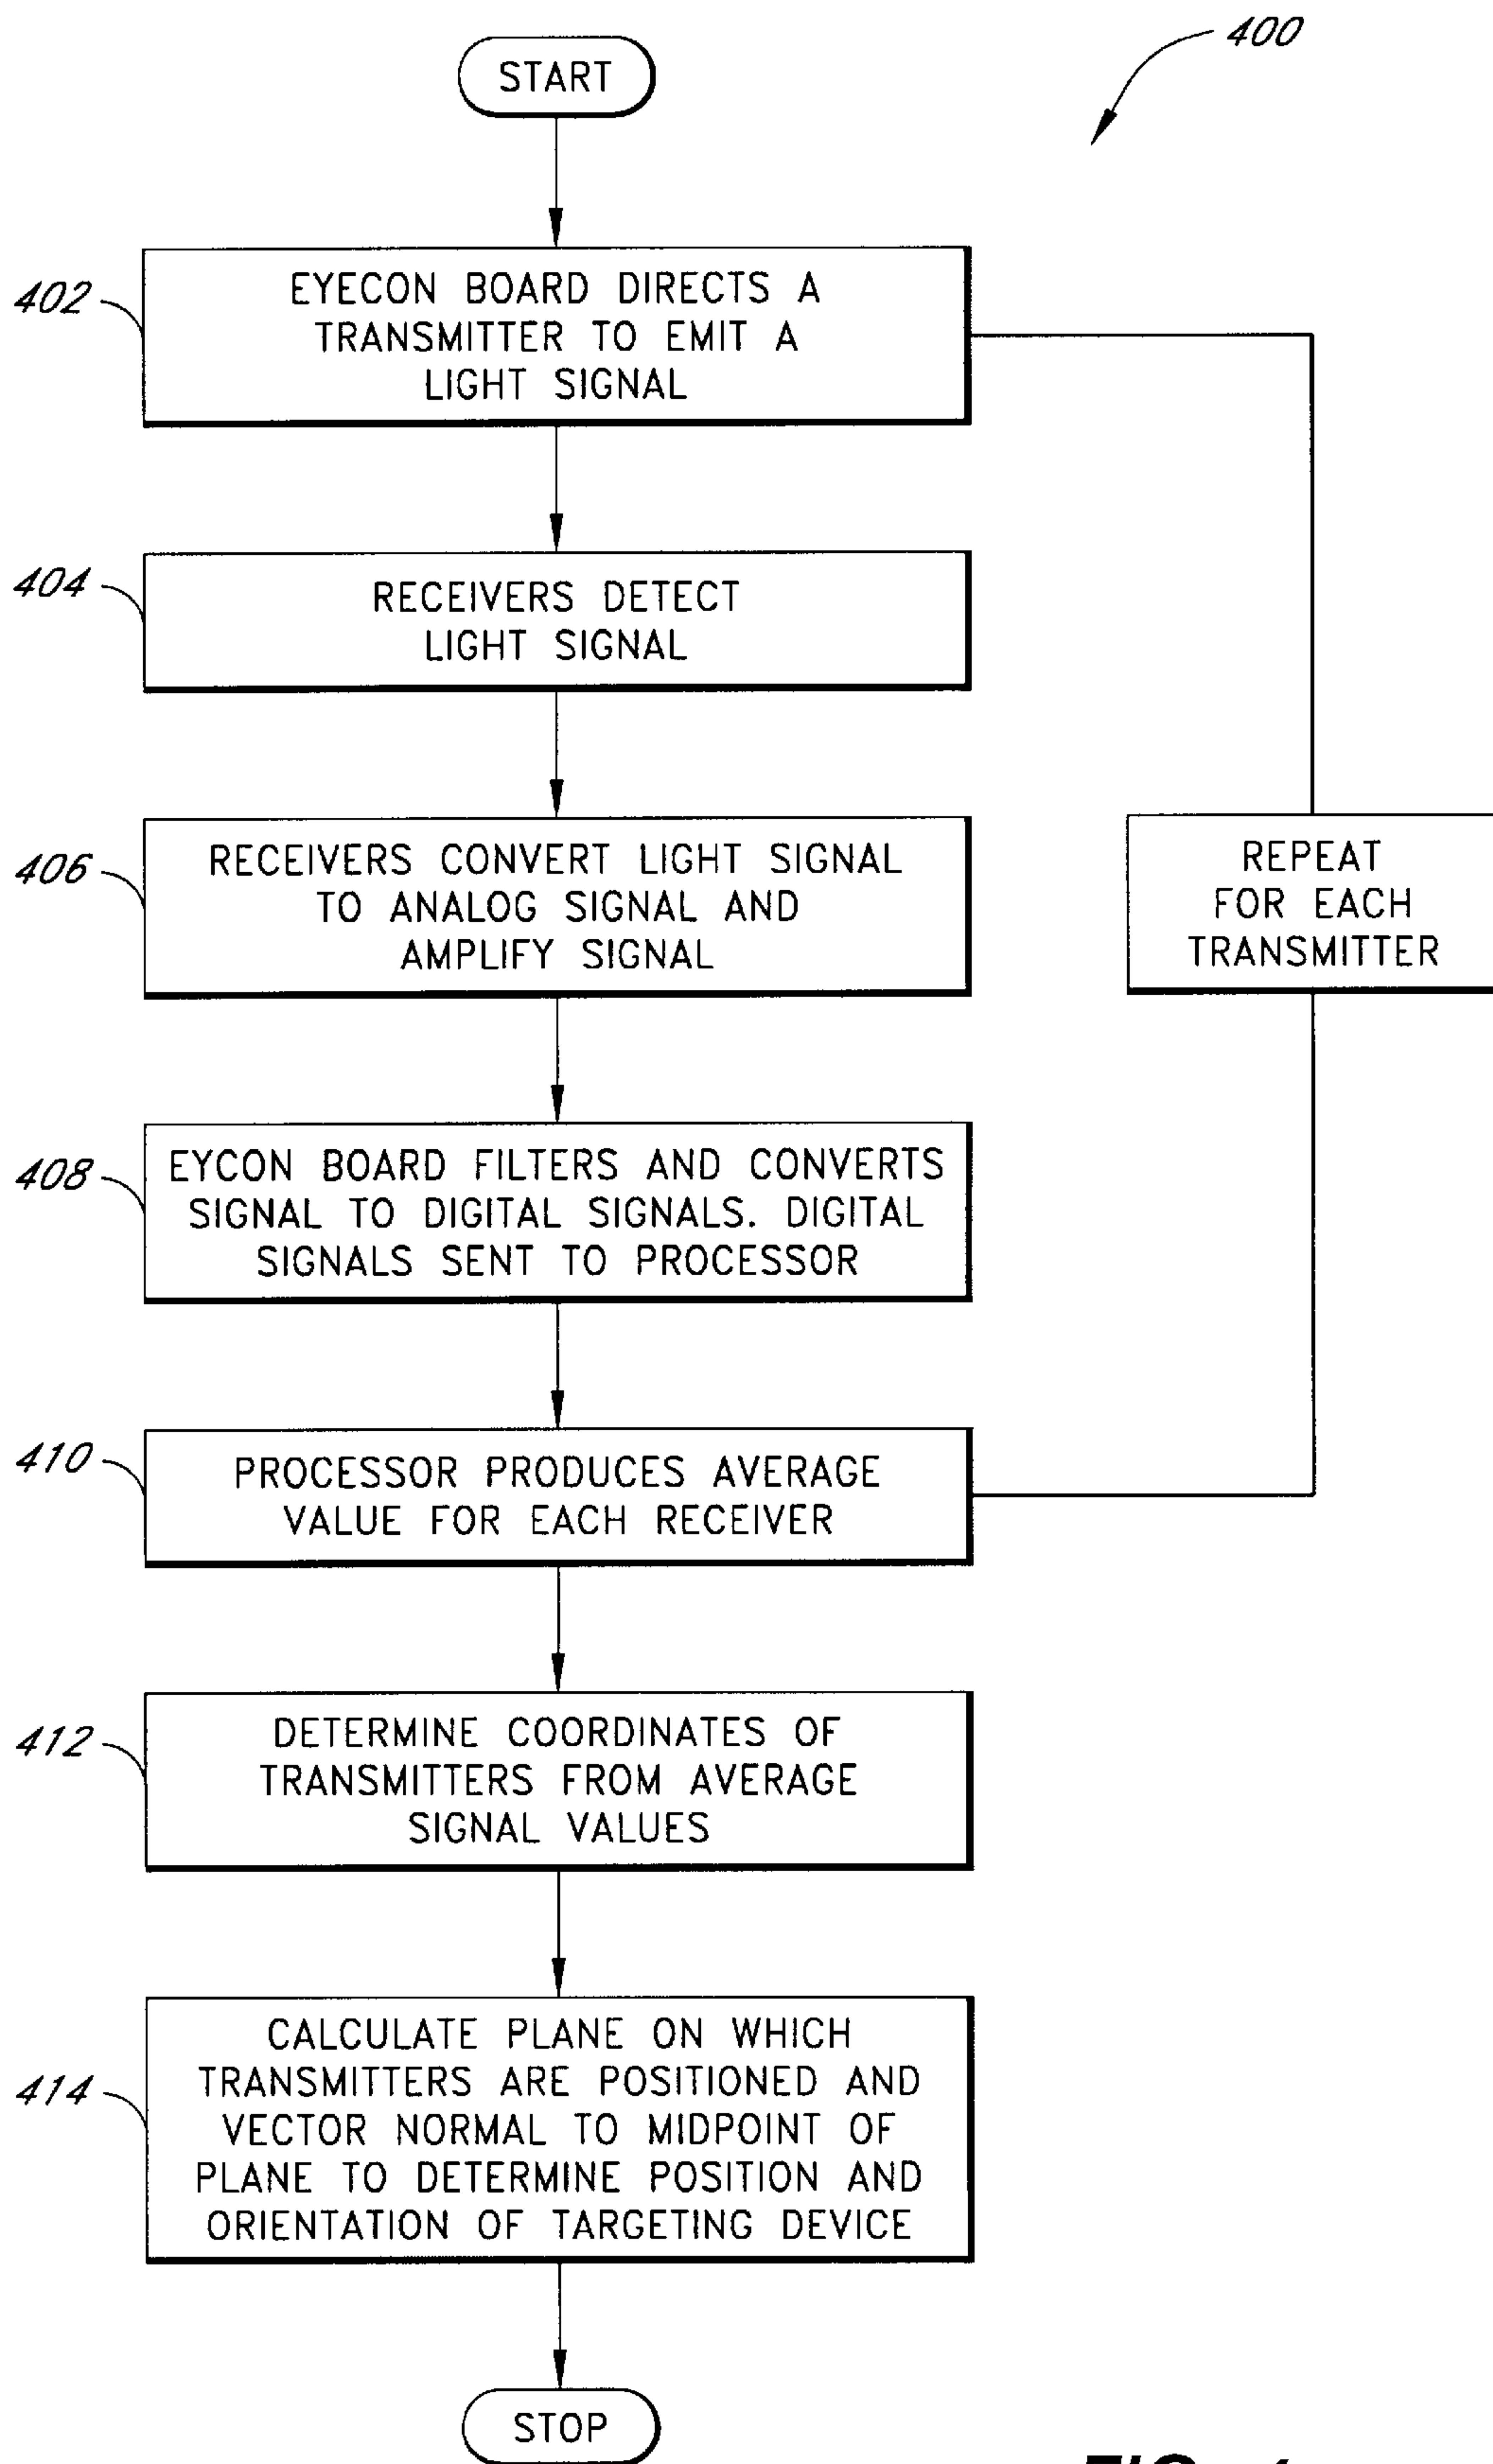 400
START
402
EYECON BOARD DIRECTS A
TRANSMITTER TO EMIT A
LIGHT SIGNAL
404
RECEIVERS DETECT
LIGHT SIGNAL
406
RECEIVERS CONVERT LIGHT SIGNAL
TO ANALOG SIGNAL AND
AMPLIFY SIGNAL
REPEAT
FOR EACH
TRANSMITTER
408
EYCON BOARD FILTERS AND CONVERTS
SIGNAL TO DIGITAL SIGNALS. DIGITAL
SIGNALS SENT TO PROCESSOR
410
PROCESSOR PRODUCES AVERAGE
VALUE FOR EACH RECEIVER
412
DETERMINE COORDINATES OF
TRANSMITTERS FROM AVERAGE
SIGNAL VALUES
414
CALCULATE PLANE ON WHICH
TRANSMITTERS ARE POSITIONED AND
VECTOR NORMAL TO MIDPOINT OF
PLANE TO DETERMINE POSITION AND
ORIENTATION OF TARGETING DEVICE
STOP